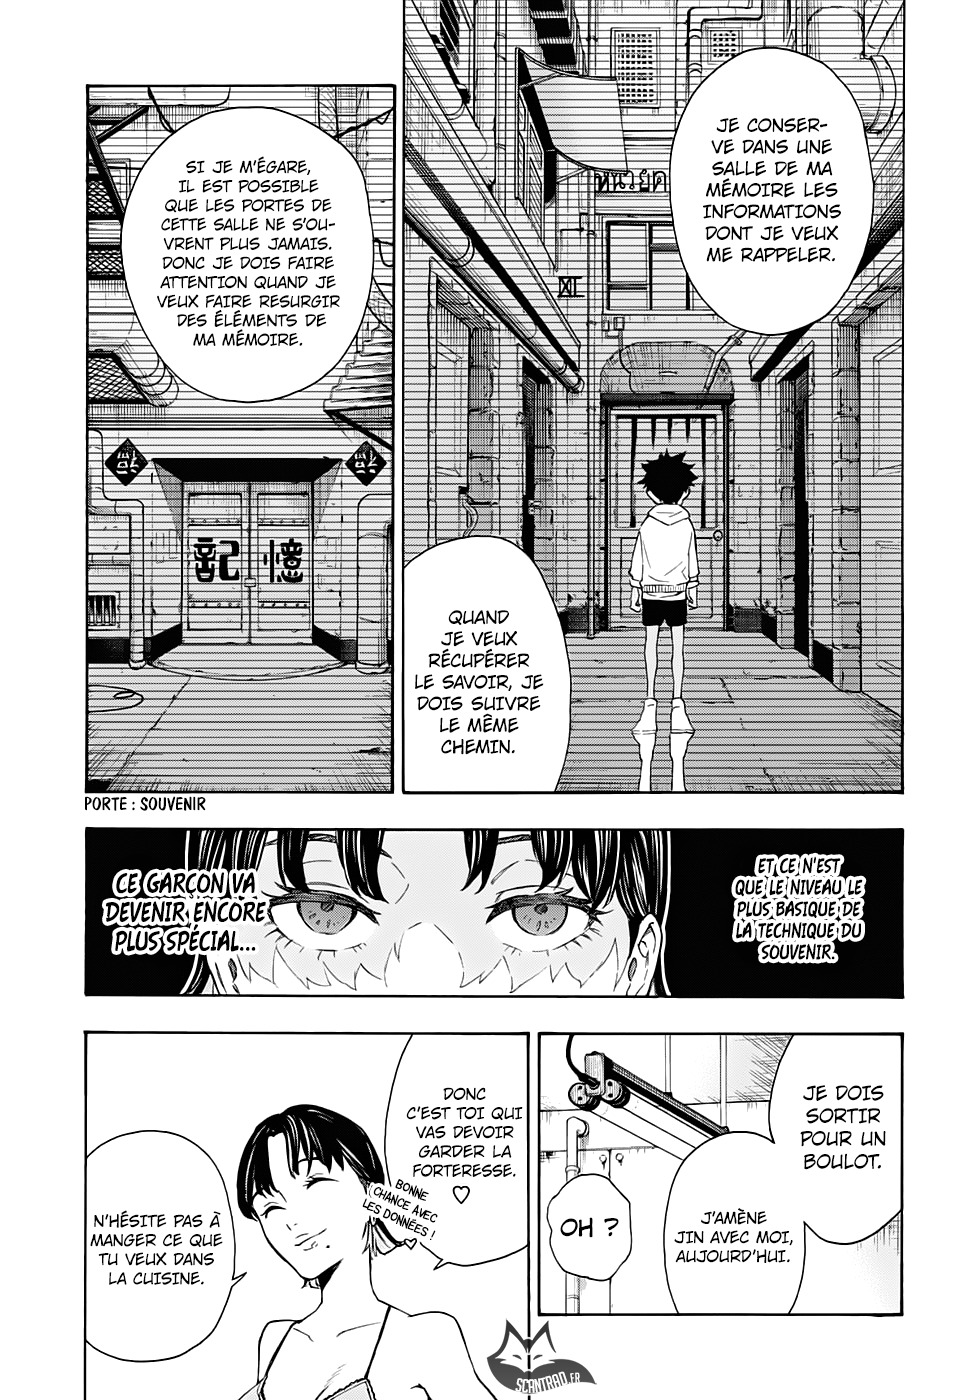 JE CONSER-
VE DANS UNE
SALLE DE MA
MÉMOIRE LES
INFORMATIONS
DONT JE VEUX
ME RAPPELER.
XII
QUAND
JE VEUX
RÉCUPÉRER
LE SAVOIR, JE
DOIS SUIVRE
LE MÊME
CHEMIN.
SI JE M'ÉGARE,
IL EST POSSIBLE
QUE LES PORTES DE
CETTE SALLE NE S'OU-
VRENT PLUS JAMAIS.
DONC JE DOIS FAIRE
ATTENTION QUAND JE
VEUX FAIRE RESURGIR
DES ÉLÉMENTS DE
MA MÉMOIRE.
記憶
PORTE : SOUVENIR
ET CE N'EST
QUE LE NIVEAU LE
PLUS BASIQUE DE
LA TECHNIQUE DU
SOUVENIR.
CE GARÇON VA
DEVENIR ENCORE
PLUS SPÉCIAL...
JE DOIS
SORTIR
POUR UN
BOULOT.
J'AMÈNE
JIN AVEC MOI,
AUJOURD'HUI.
OH ?
DONC
C'EST TOI QUI
VAS DEVOIR
GARDER LA
FORTERESSE.
♡
BONNE
CHANCE AVEC
LES DONNÉES !
♡
N'HÉSITE PAS À
MANGER CE QUE
TU VEUX DANS
LA CUISINE.
SCANTRAD.FR